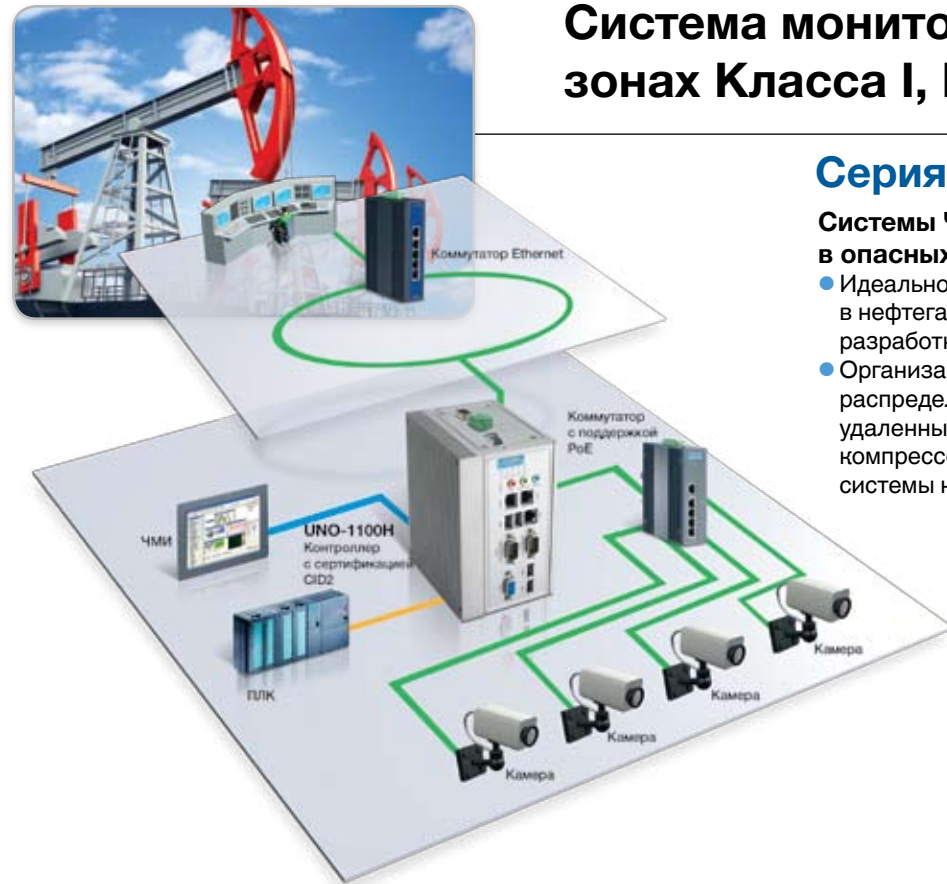 Система монито
зонах Класса I,
Серия
Системы
в опасных
Идеально
в нефтега
разработк
Организа
распредел
удаленны
компрессо
системы н
Коммутатор Ethernet
Коммутатор
с поддержкой
PoE
ЧМИ
UNO-1100H
Контроллер
с сертификацией
CID2
ПЛК
Камера
Камера
Камера
Камера